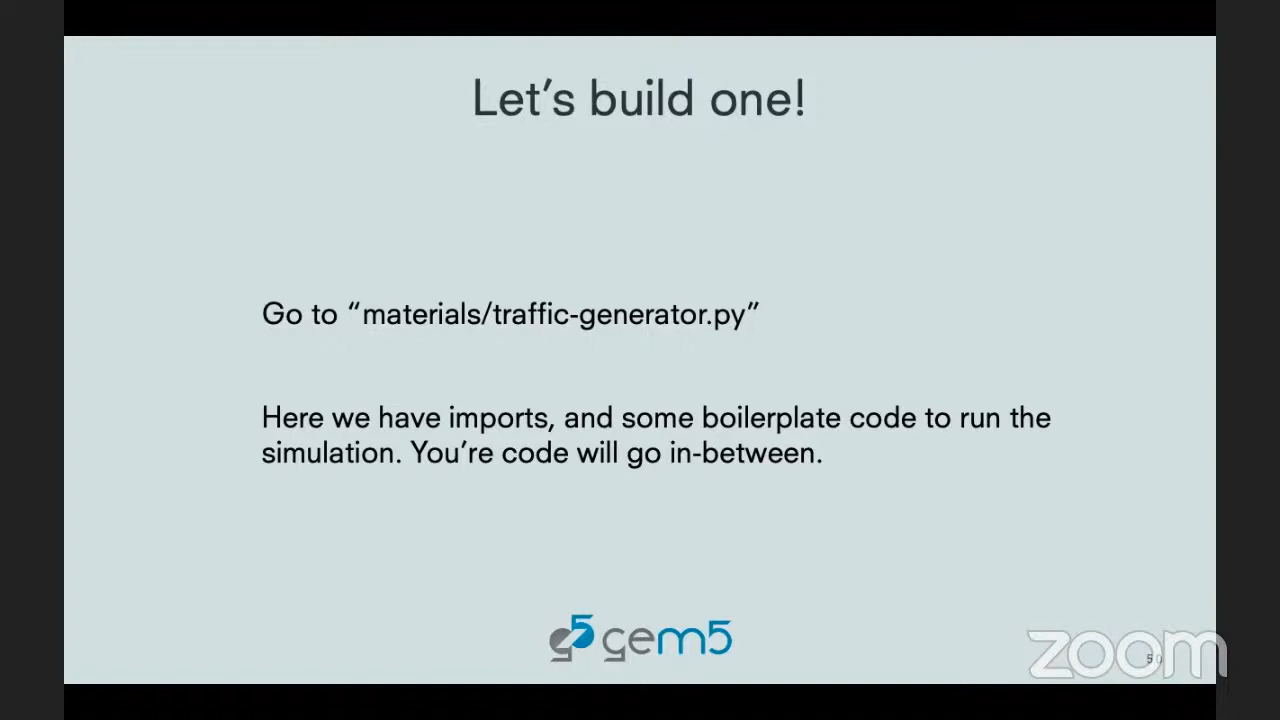 Let's build one!
Go to “materials/traffic-generator.py”
Here we have imports, and some boilerplate code to run the
simulation. You're code will go in-between.
gem5
zoom
50